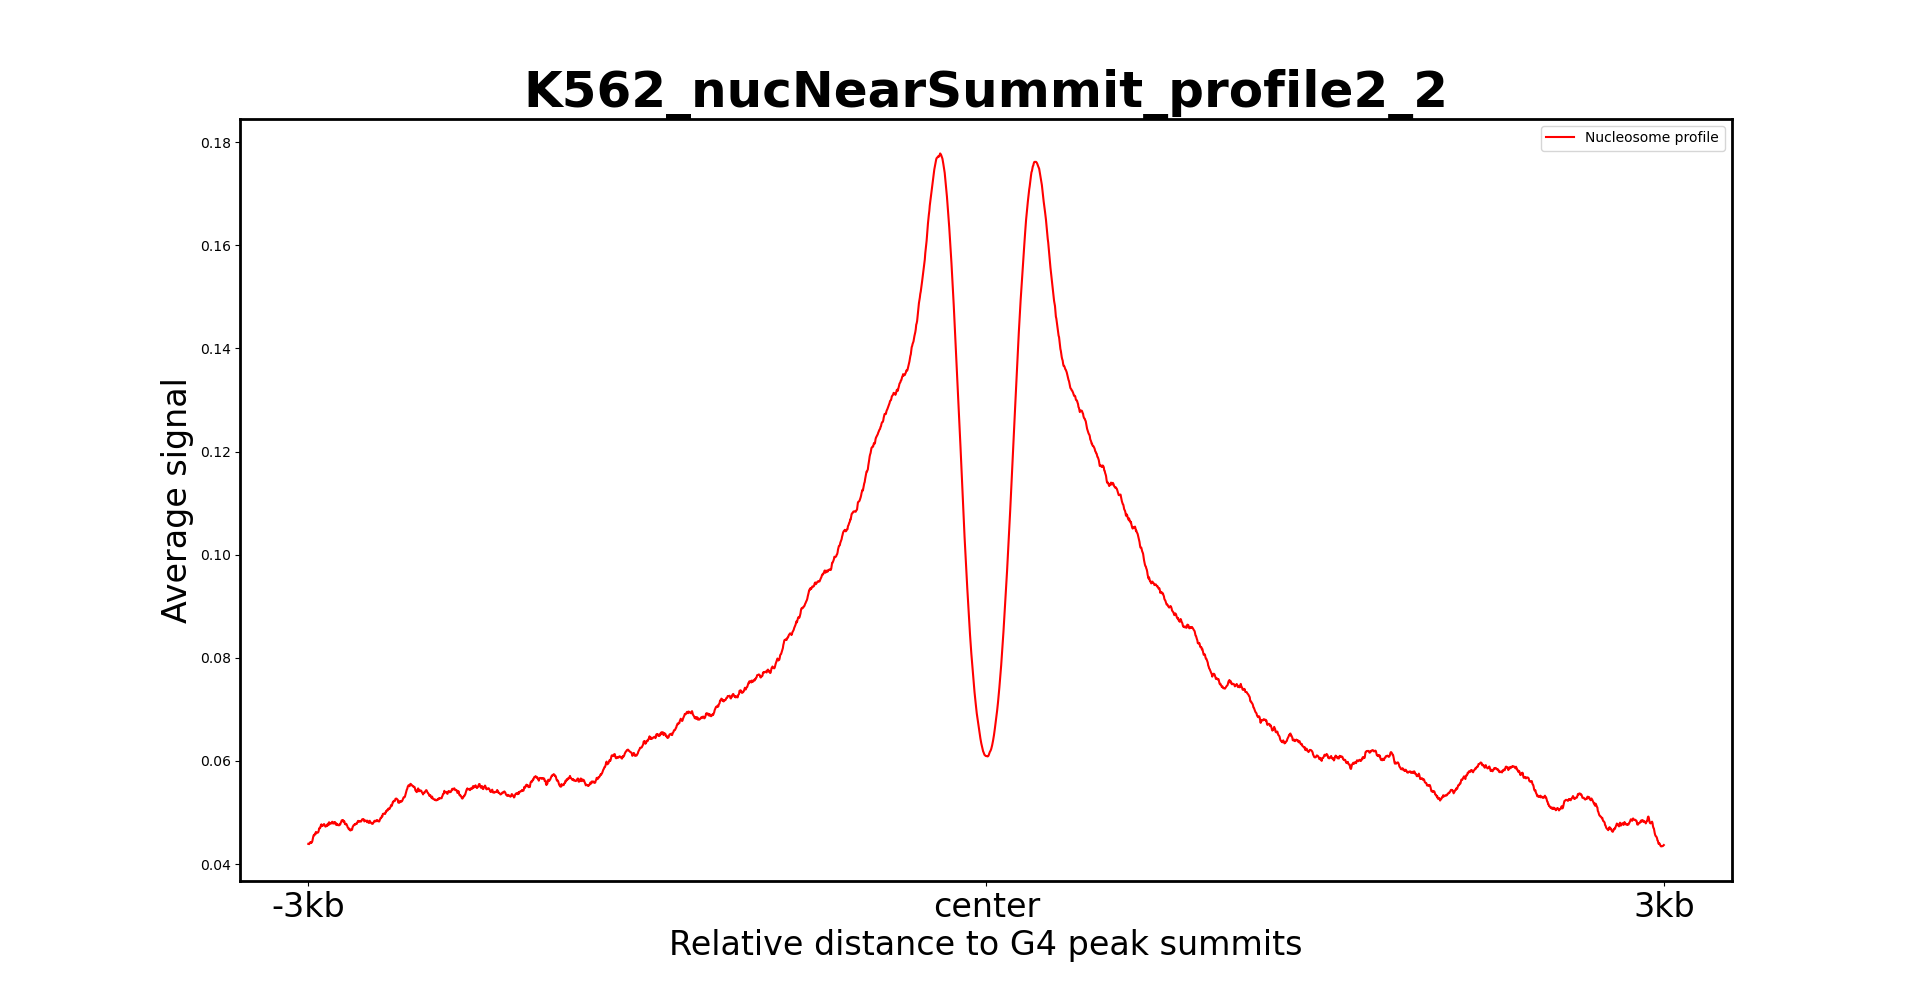 K562_nucNearSummit_profile2_2
Nucleosome profile
0.18
0.16
0.14
0.12
0.10
0.08
0.06
0.04
Average signal
-3kb center 3kb
Relative distance to G4 peak summits